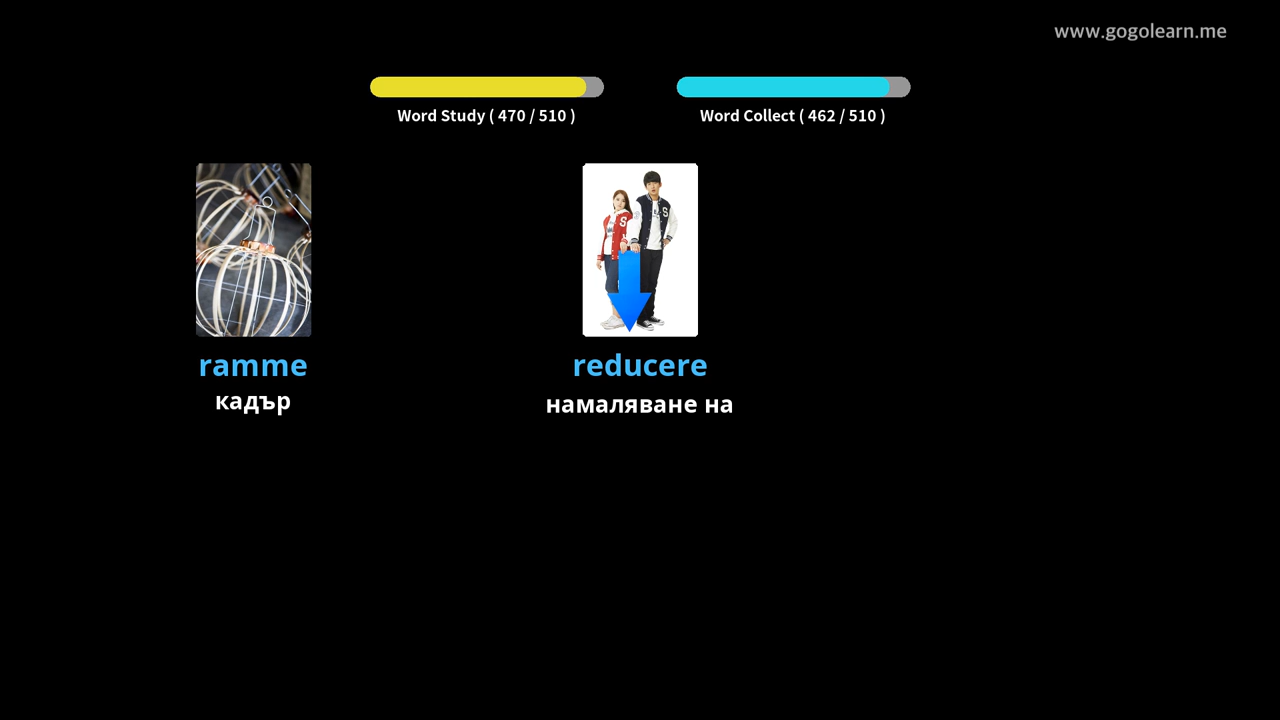 www.gogolearn.me
Word Study ( 470 / 510 )
Word Collect ( 462 / 510 )
S
S
ramme
reducere
кадър
намаляване на